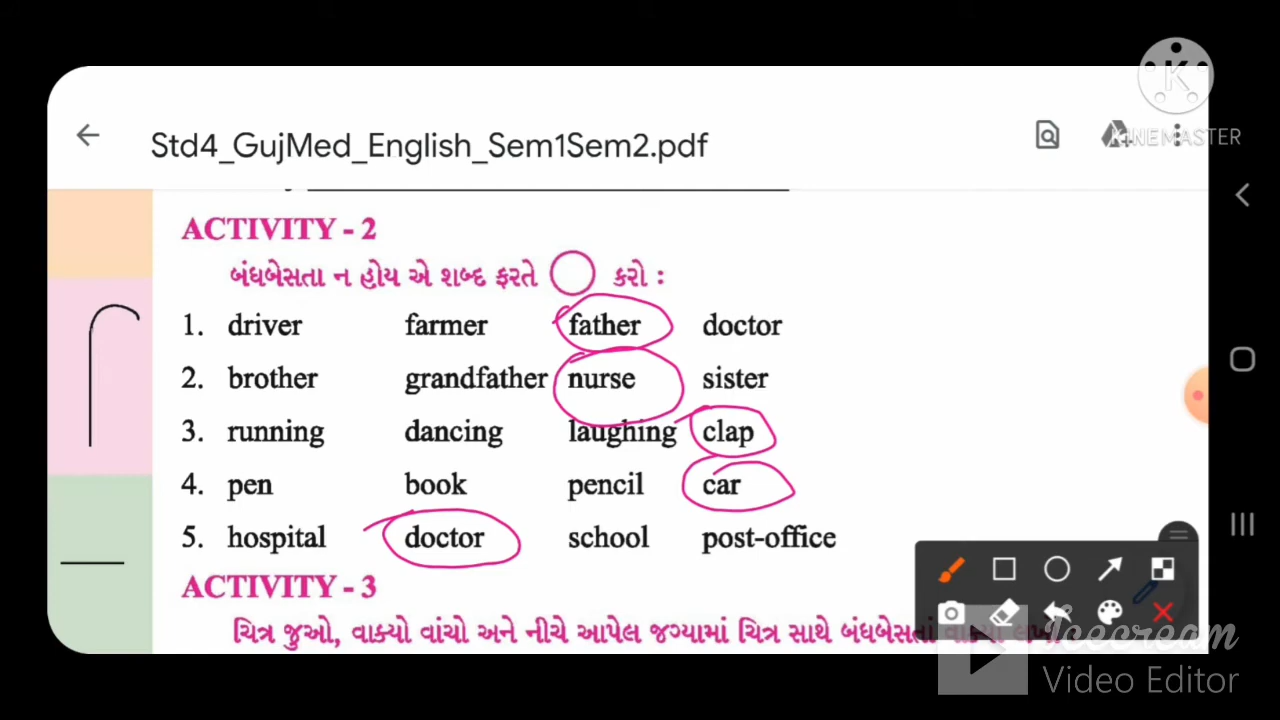 K
KINEMASTER
Std4_GujMed_English_Sem1Sem2.pdf
ACTIVITY - 2
બંધબેસતા ન હોય એ શબ્દ ફરતે કરો :
1. driver farmer father doctor
2. brother grandfather nurse sister
3. running dancing laughing clap
4. pen book pencil car
5. hospital doctor school post-office
ACTIVITY - 3
ચિત્ર જુઓ, વાક્યો વાંચો અને નીચે આપેલ જગ્યામાં ચિત્ર સાથે બંધબેસતાં વાક્યો લખો
Icecream
Video Editor